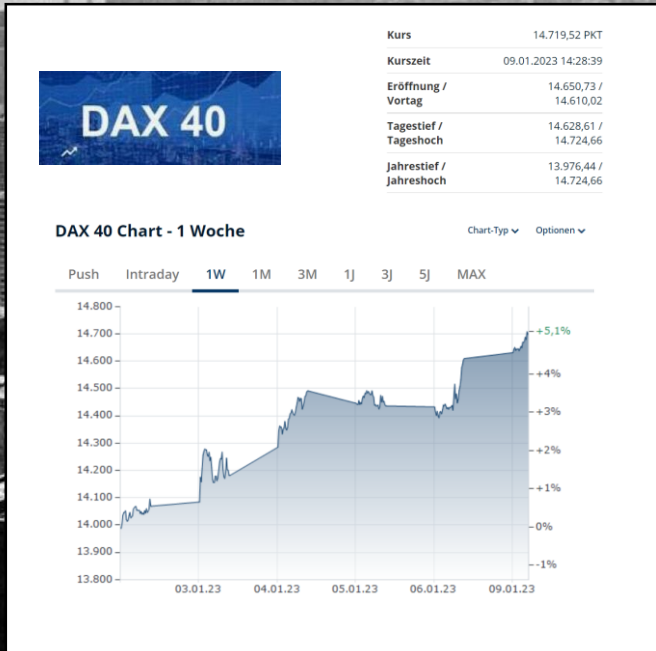 Kurs 14.719,52 PKT
Kurszeit 09.01.2023 14:28:39
Eröffnung / 14.650,73 /
Vortag 14.610,02
Tagestief / 14.628,61 /
Tageshoch 14.724,66
Jahrestief / 13.976,44 /
Jahreshoch 14.724,66
DAX 40
DAX 40 Chart - 1 Woche
Chart-Typ Optionen
Push Intraday 1W 1M 3M 1J 3J 5J MAX
14.800
14.700
14.600
14.500
14.400
14.300
14.200
14.100
14.000
13.900
13.800
+5,1%
+4%
+3%
+2%
+1%
0%
-1%
03.01.23 04.01.23 05.01.23 06.01.23 09.01.23